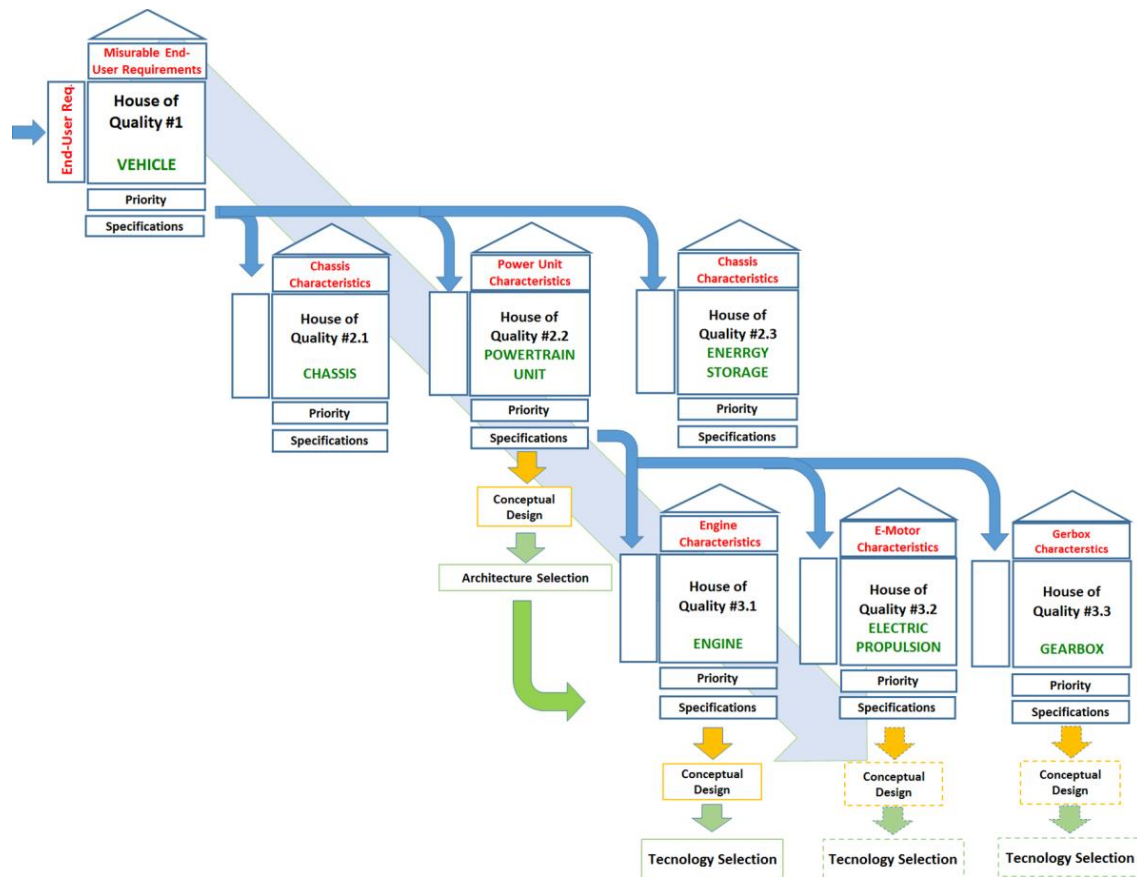 Misurable End-
User Requirements
End-User Req.
House of
Quality #1
VEHICLE
Priority
Specifications
Chassis
Characteristics
House of
Quality #2.1
CHASSIS
Priority
Specifications
Power Unit
Characteristics
House of
Quality #2.2
POWERTRAIN
UNIT
Priority
Specifications
Chassis
Characteristics
House of
Quality #2.3
ENERRGY
STORAGE
Priority
Specifications
Conceptual
Design
Architecture Selection
Engine
Characteristics
House of
Quality #3.1
ENGINE
Priority
Specifications
Conceptual
Design
Tecnology Selection
E-Motor
Characteristics
House of
Quality #3.2
ELECTRIC
PROPULSION
Priority
Specifications
Conceptual
Design
Tecnology Selection
Gerbox
Characterstics
House of
Quality #3.3
GEARBOX
Priority
Specifications
Conceptual
Design
Tecnology Selection